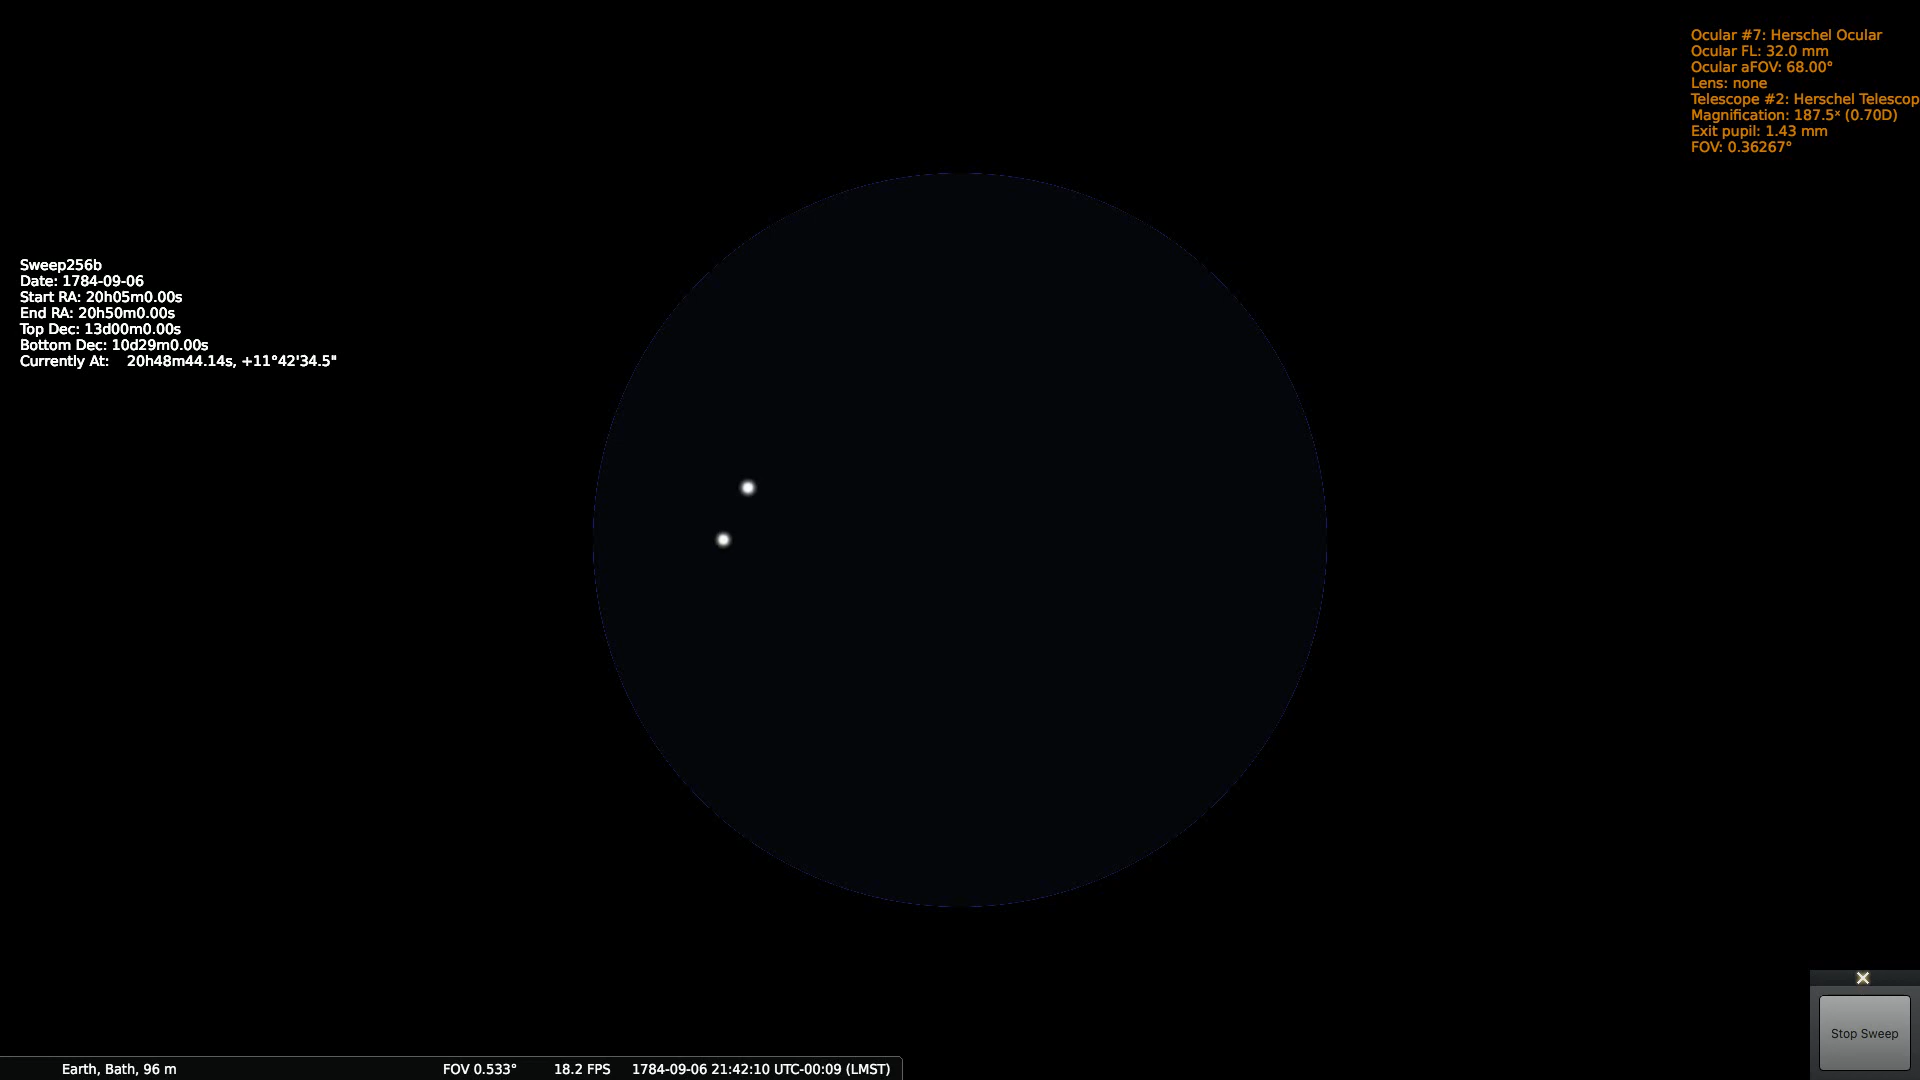 Ocular #7: Herschel Ocular
Ocular FL: 32.0 mm
Ocular aFOV: 68.00°
Lens: none
Telescope #2: Herschel Telescop
Magnification: 187.5ˣ (0.70D)
Exit pupil: 1.43 mm
FOV: 0.36267°
Sweep256b
Date: 1784-09-06
Start RA: 20h05m0.00s
End RA: 20h50m0.00s
Top Dec: 13d00m0.00s
Bottom Dec: 10d29m0.00s
Currently At: 20h48m44.14s, +11°42'34.5"
Stop Sweep
Earth, Bath, 96 m FOV 0.533° 18.2 FPS 1784-09-06 21:42:10 UTC-00:09 (LMST)